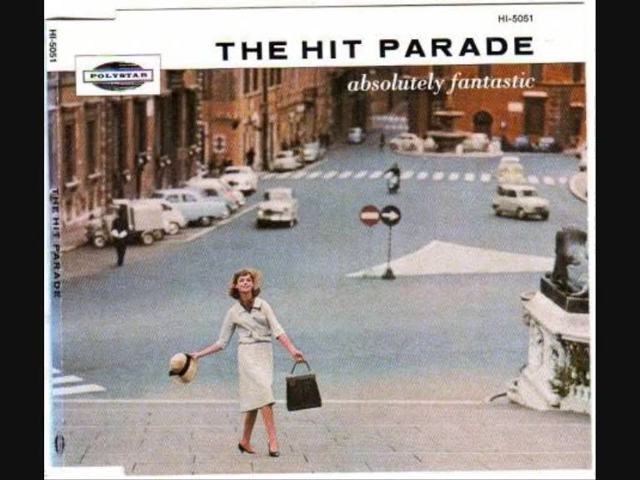 HI-5051
HI-5051
THE HIT PARADE
POLYSTAR
absolutely fantastic
THE HIT PARADE